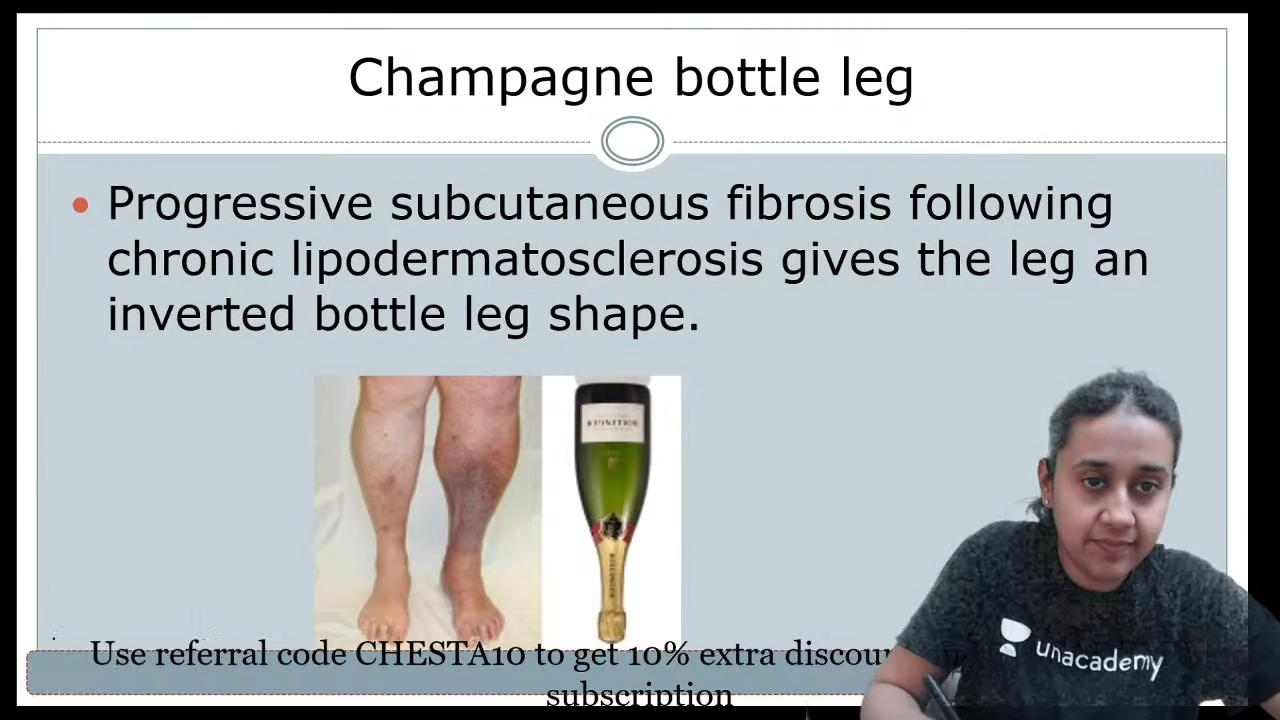 Champagne bottle leg
Progressive subcutaneous fibrosis following
chronic lipodermatosclerosis gives the leg an
inverted bottle leg shape.
Use referral code CHESTA10 to get 10% extra
subscription
unacademy